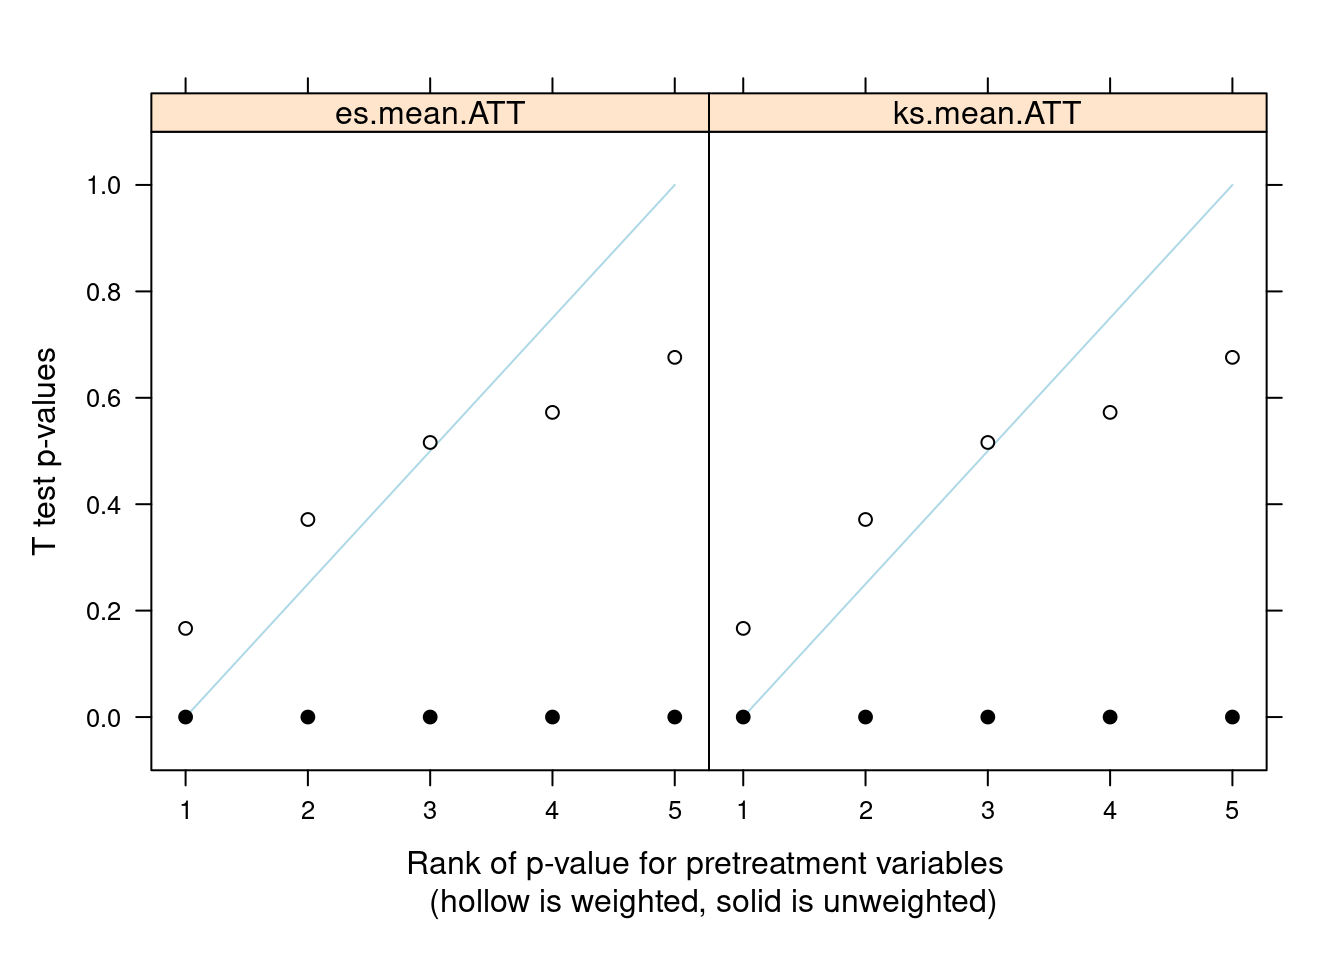 es.mean.ATT
ks.mean.ATT
1.0
0.8
0.6
0.4
0.2
0.0
T test p-values
1 2 3 4 5 1 2 3 4 5
Rank of p-value for pretreatment variables
(hollow is weighted, solid is unweighted)